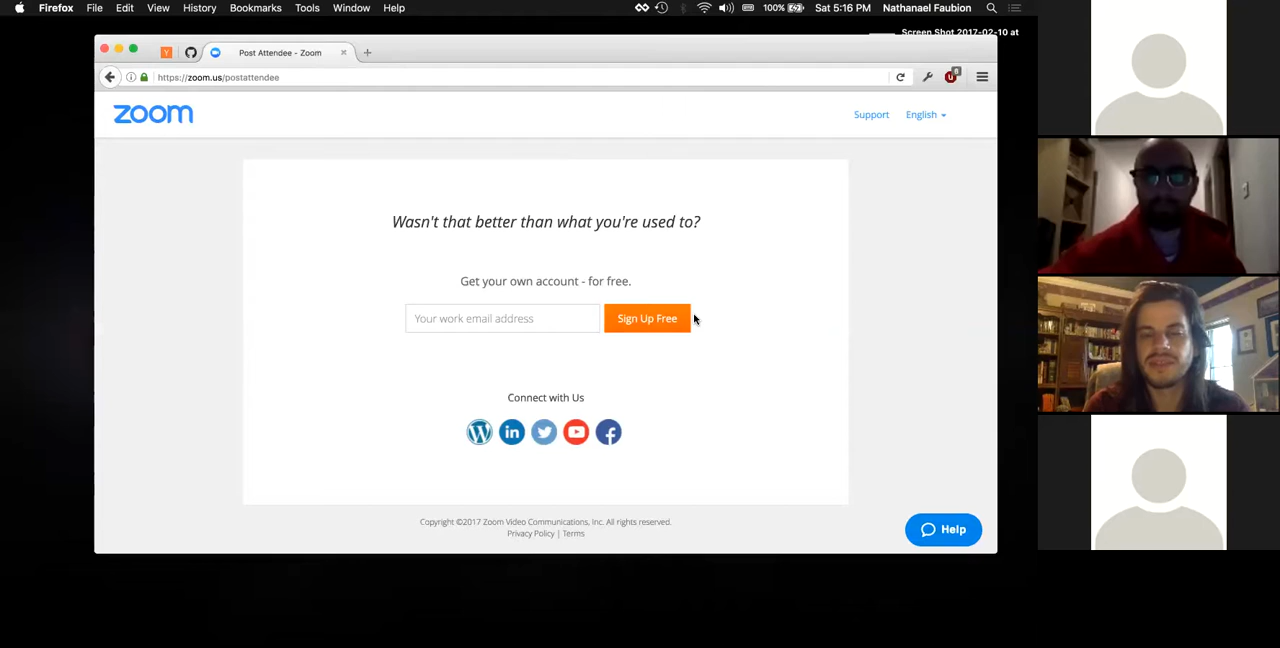 Firefox File Edit View History Bookmarks Tools Window Help 100% Sat 5:16 PM Nathanael Faubion
Screen Shot 2017-02-10 at
Post Attendee - Zoom
https://zoom.us/postattendee
zoom Support English
Wasn't that better than what you're used to?
Get your own account - for free.
Your work email address Sign Up Free
Connect with Us
Copyright ©2017 Zoom Video Communications, Inc. All rights reserved.
Privacy Policy | Terms
Help